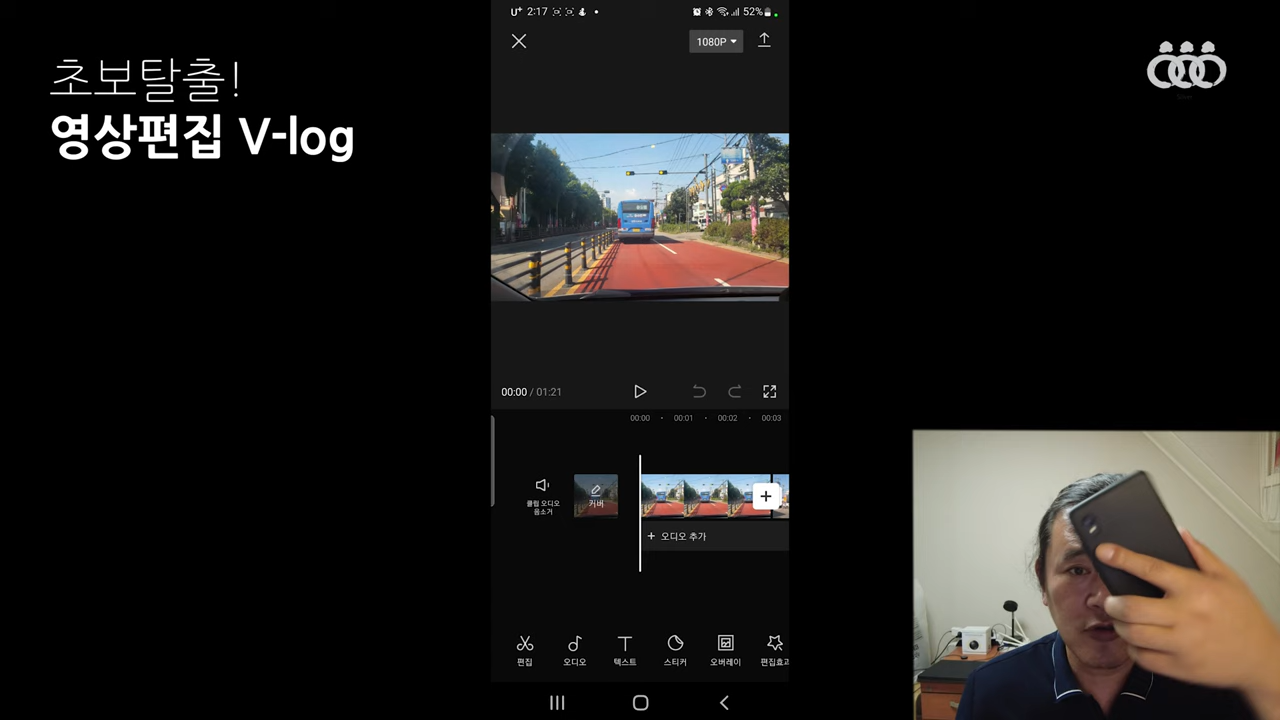 초보탈출!
영상편집 V-log
U+ 2:17
52%
1080P
00:00 / 01:21
00:00 · 00:01 · 00:02 · 00:03
클립 오디오
음소거
커버
+ 오디오 추가
편집
오디오
텍스트
스티커
오버레이
편집효과